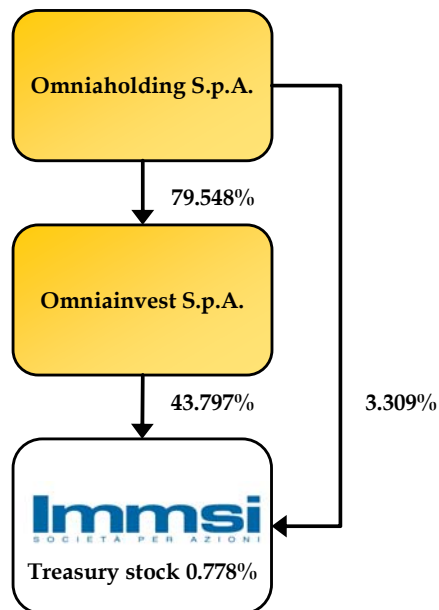 Omniaholding S.p.A.
79.548%
Omniainvest S.p.A.
43.797%
3.309%
Immsi
SOCIETÀ PER AZIONI
Treasury stock 0.778%